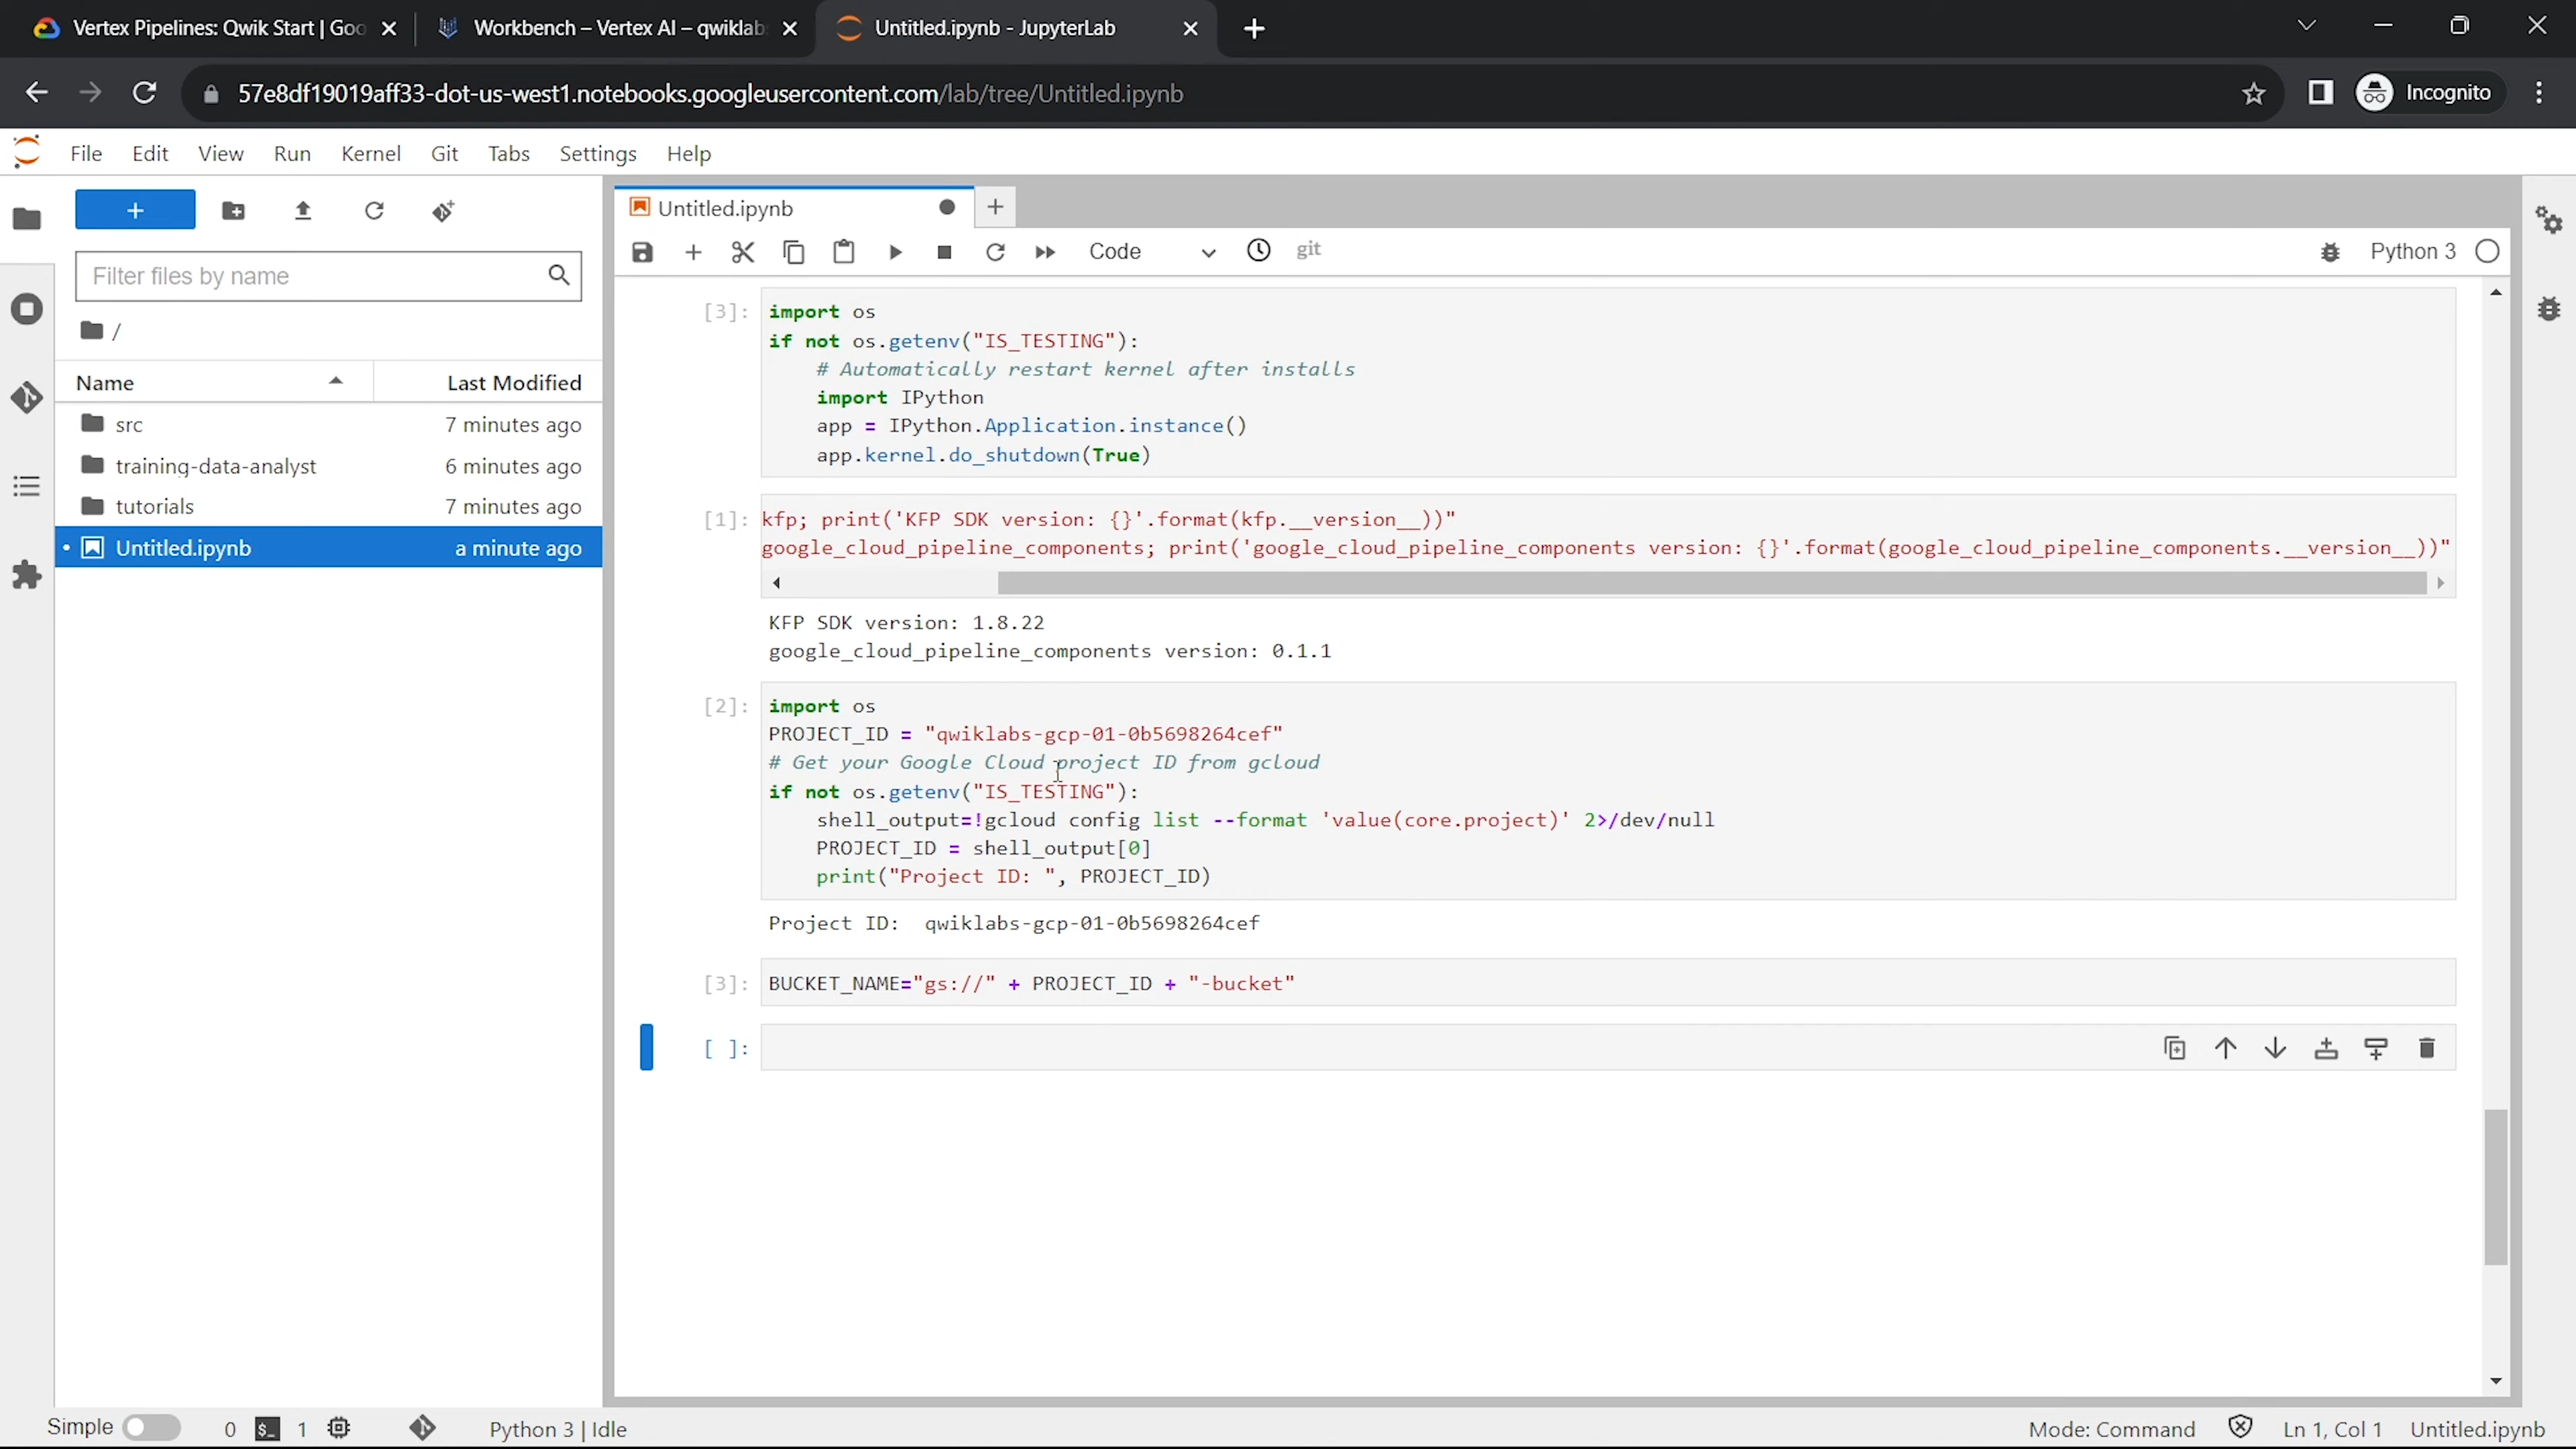 Vertex Pipelines: Qwik Start | Goo
Workbench – Vertex AI – qwiklab
Untitled.ipynb - JupyterLab
57e8df19019aff33-dot-us-west1.notebooks.googleusercontent.com/lab/tree/Untitled.ipynb
Incognito
File Edit View Run Kernel Git Tabs Settings Help
Untitled.ipynb
Code
git
Python 3
Filter files by name
/
Name Last Modified
src 7 minutes ago
training-data-analyst 6 minutes ago
tutorials 7 minutes ago
Untitled.ipynb a minute ago
[3]: import os
if not os.getenv("IS_TESTING"):
# Automatically restart kernel after installs
import IPython
app = IPython.Application.instance()
app.kernel.do_shutdown(True)
[1]: kfp; print('KFP SDK version: {}'.format(kfp.__version__))"
google_cloud_pipeline_components; print('google_cloud_pipeline_components version: {}'.format(google_cloud_pipeline_components.__version__))"
KFP SDK version: 1.8.22
google_cloud_pipeline_components version: 0.1.1
[2]: import os
PROJECT_ID = "qwiklabs-gcp-01-0b5698264cef"
# Get your Google Cloud project ID from gcloud
if not os.getenv("IS_TESTING"):
shell_output=!gcloud config list --format 'value(core.project)' 2>/dev/null
PROJECT_ID = shell_output[0]
print("Project ID: ", PROJECT_ID)
Project ID:  qwiklabs-gcp-01-0b5698264cef
[3]: BUCKET_NAME="gs://" + PROJECT_ID + "-bucket"
[ ]:
Simple 0 $_ 1 Python 3 | Idle Mode: Command Ln 1, Col 1 Untitled.ipynb